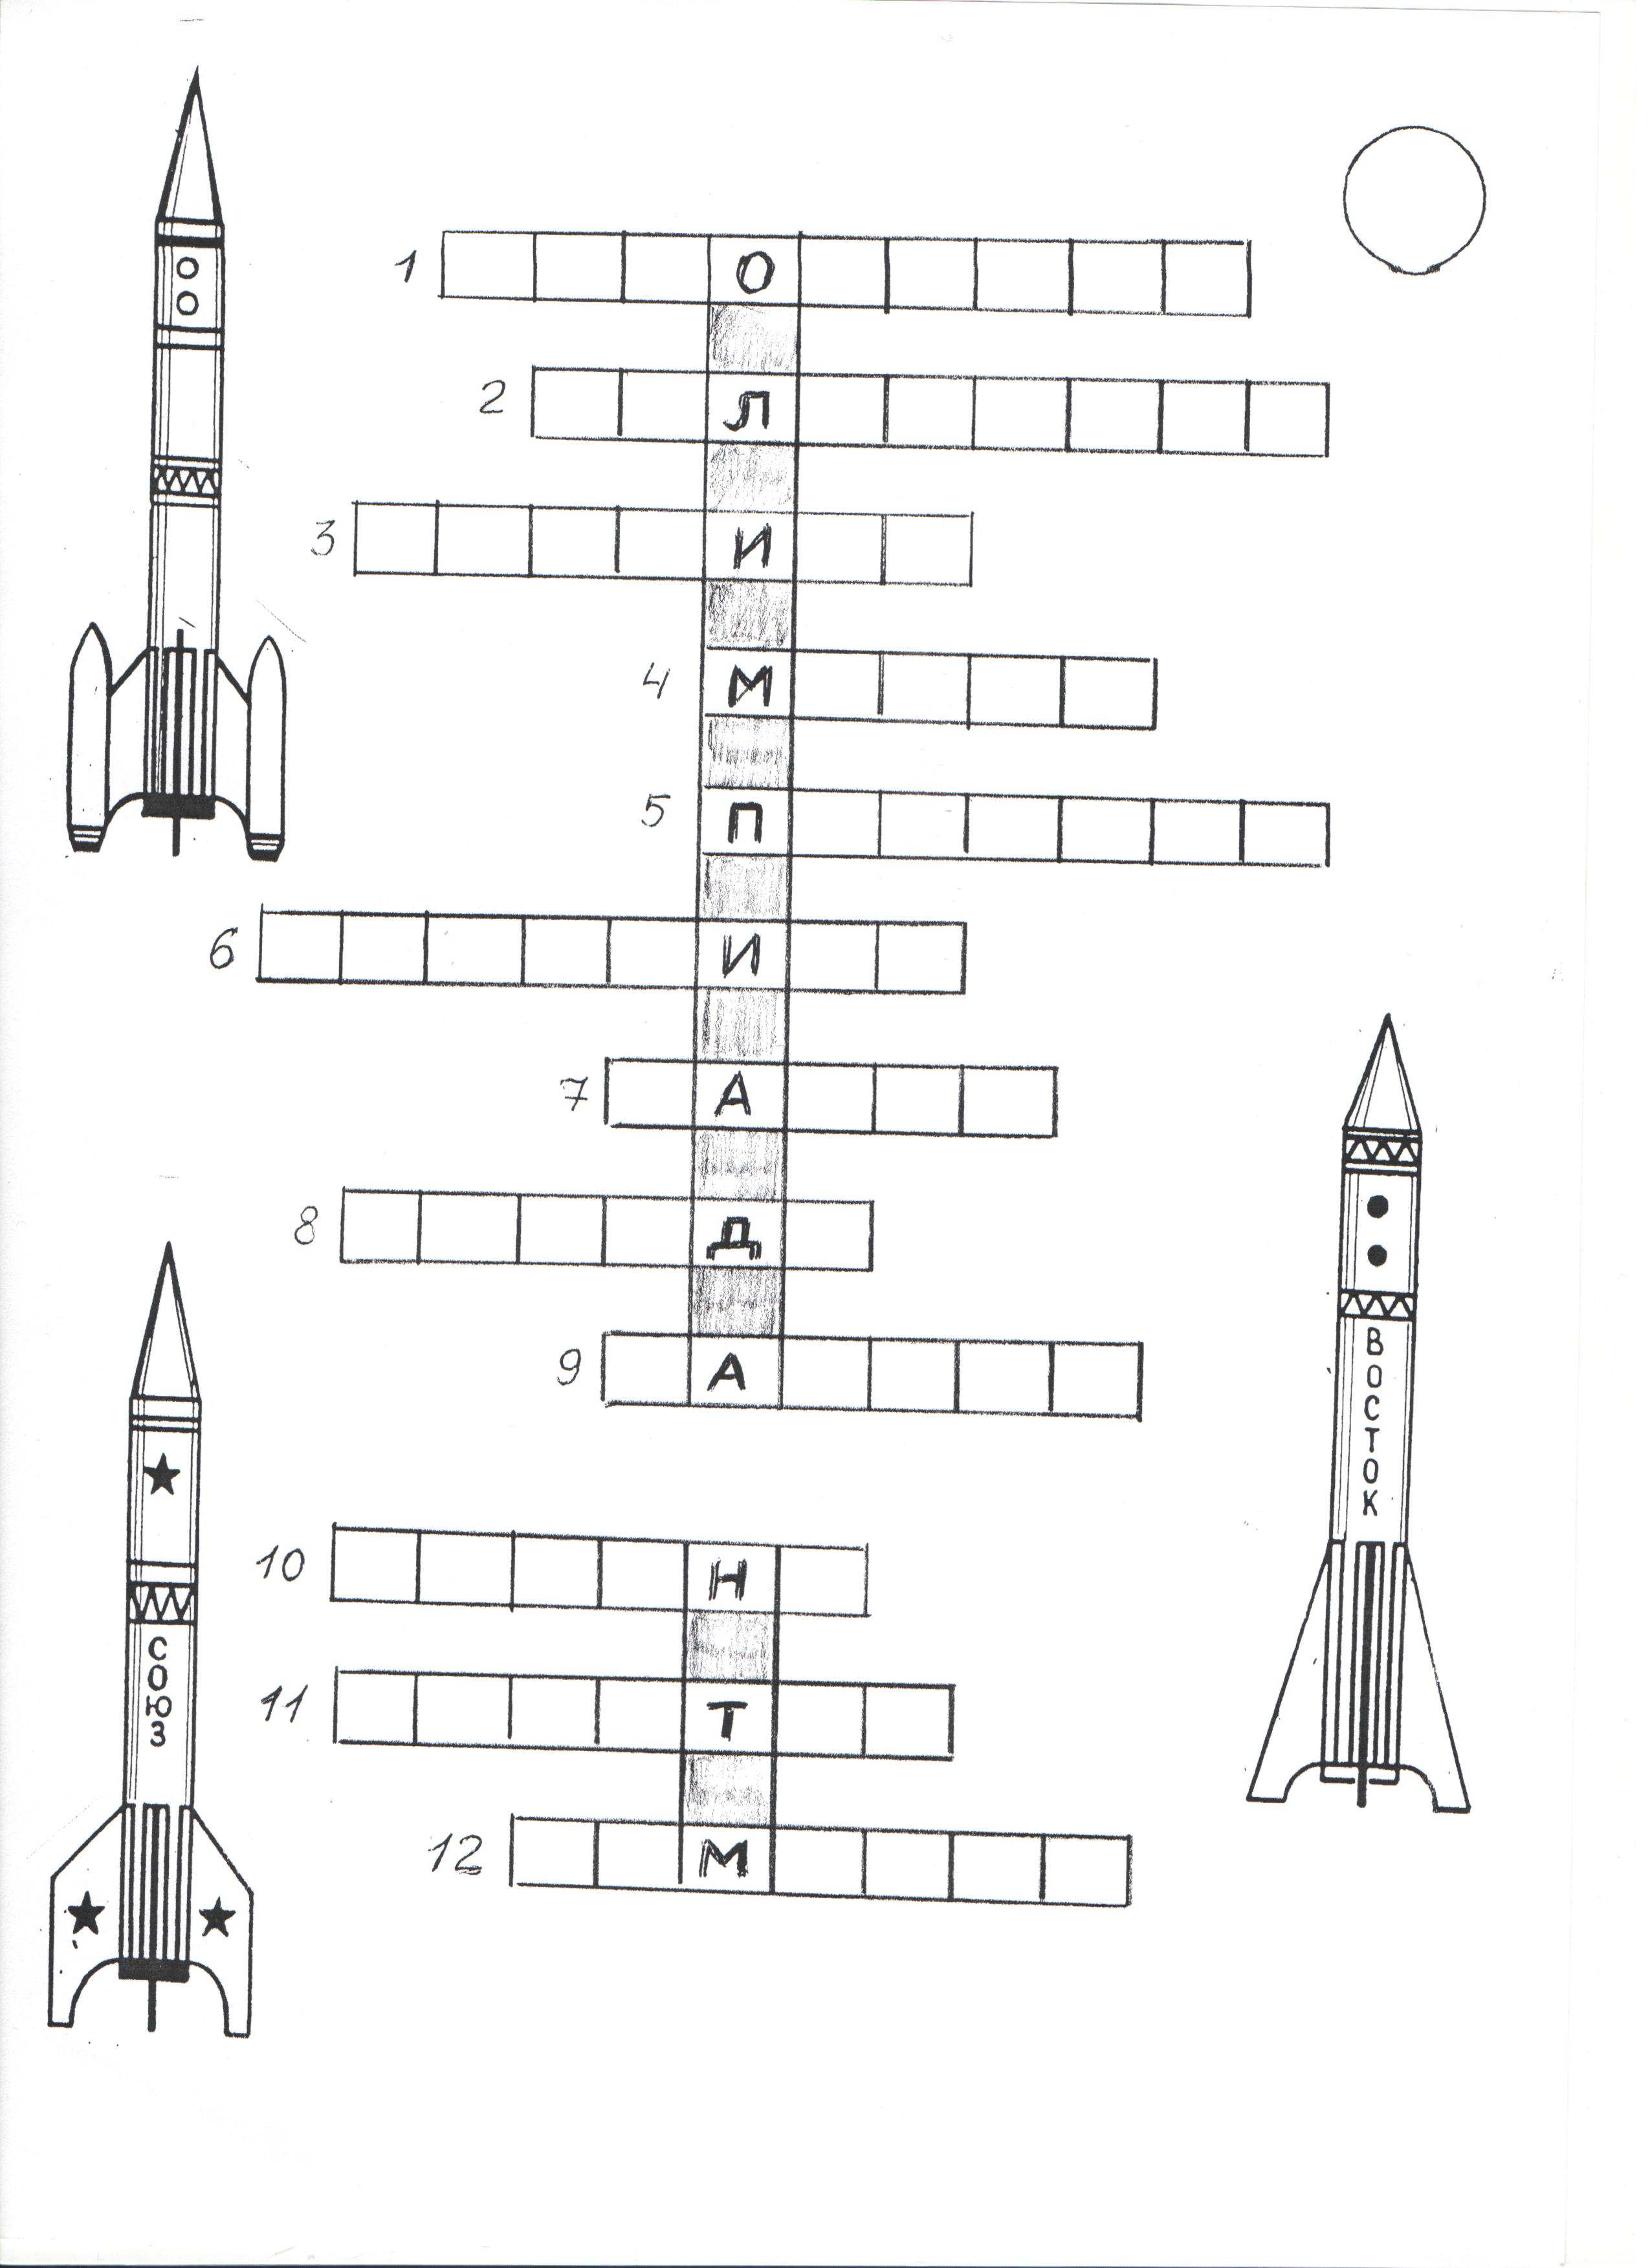 1 О
2 Л
3 И
4 М
5 П
6 И
7 А
8 Д
9 А
10 Н
11 Т
12 М
СОЮЗ
ВОСТОК